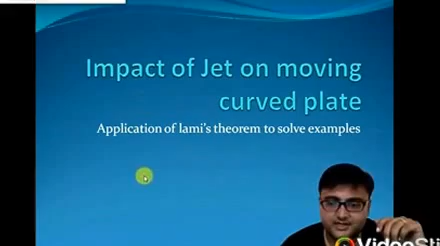 Impact of Jet on moving
curved plate
Application of lami's theorem to solve examples